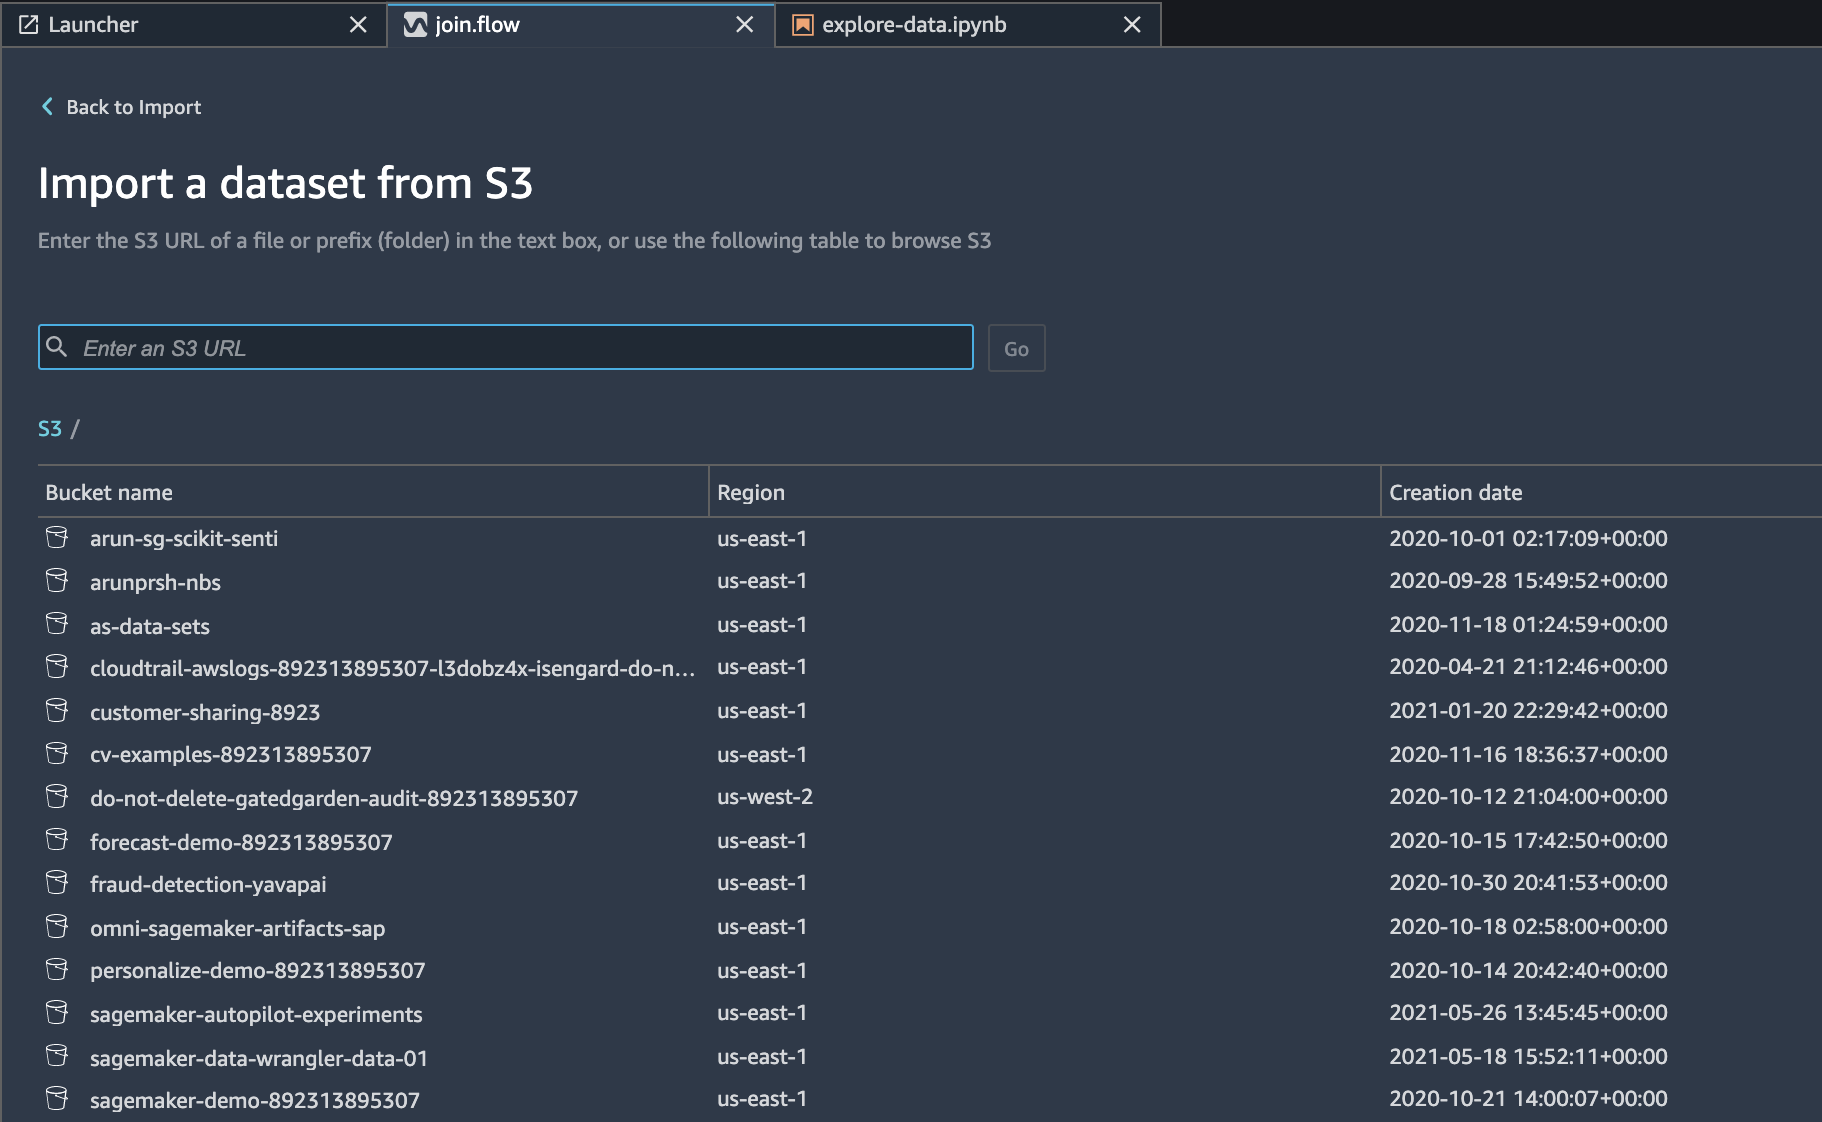 Launcher
join.flow
explore-data.ipynb
Back to Import
Import a dataset from S3
Enter the S3 URL of a file or prefix (folder) in the text box, or use the following table to browse S3
Enter an S3 URL
Go
S3 /
Bucket name Region Creation date
arun-sg-scikit-senti us-east-1 2020-10-01 02:17:09+00:00
arunprsh-nbs us-east-1 2020-09-28 15:49:52+00:00
as-data-sets us-east-1 2020-11-18 01:24:59+00:00
cloudtrail-awslogs-892313895307-l3dobz4x-isengard-do-n... us-east-1 2020-04-21 21:12:46+00:00
customer-sharing-8923 us-east-1 2021-01-20 22:29:42+00:00
cv-examples-892313895307 us-east-1 2020-11-16 18:36:37+00:00
do-not-delete-gatedgarden-audit-892313895307 us-west-2 2020-10-12 21:04:00+00:00
forecast-demo-892313895307 us-east-1 2020-10-15 17:42:50+00:00
fraud-detection-yavapai us-east-1 2020-10-30 20:41:53+00:00
omni-sagemaker-artifacts-sap us-east-1 2020-10-18 02:58:00+00:00
personalize-demo-892313895307 us-east-1 2020-10-14 20:42:40+00:00
sagemaker-autopilot-experiments us-east-1 2021-05-26 13:45:45+00:00
sagemaker-data-wrangler-data-01 us-east-1 2021-05-18 15:52:11+00:00
sagemaker-demo-892313895307 us-east-1 2020-10-21 14:00:07+00:00